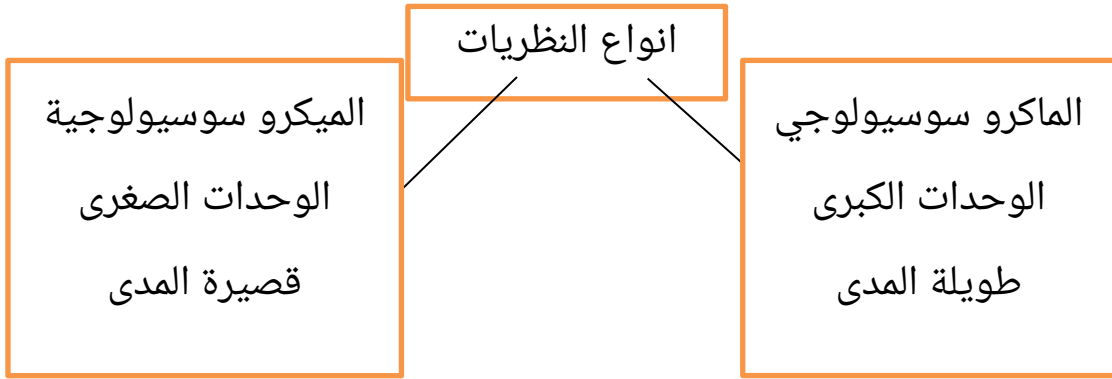 انواع النظريات
الماكرو سوسيولوجي
الوحدات الكبرى
طويلة المدى
الميكرو سوسيولوجية
الوحدات الصغرى
قصيرة المدى